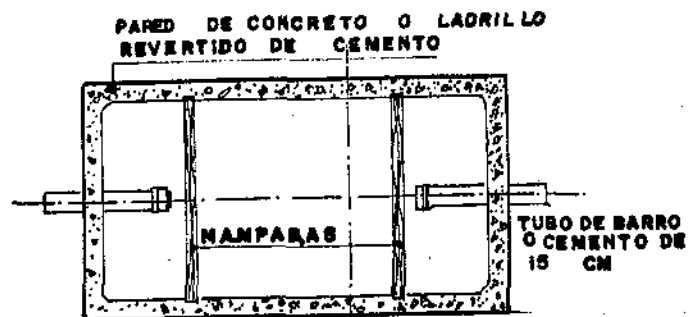 PARED DE CONCRETO O LADRILLO
REVERTIDO DE CEMENTO
MAMPARAS
TUBO DE BARRO
O CEMENTO DE
15 CM